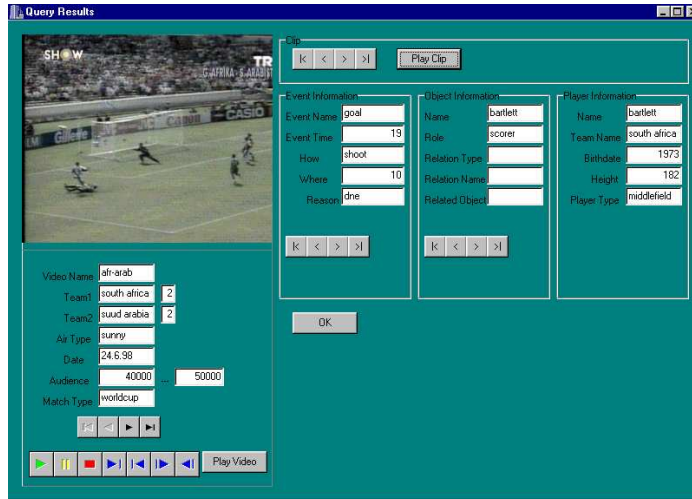 Query Results
SHOW
TR
G.AFRIKA - S.ARABIST
Gillette
Canon
CASIO
Clip
Play Clip
Event Information
Event Name goal
Event Time 19
How shoot
Where 10
Reason dne
Object Information
Name bartlett
Role scorer
Relation Type
Relation Name
Related Object
Player Information
Name bartlett
Team Name south africa
Birthdate 1973
Height 182
Player Type middlefield
Video Name afr-arab
Team1 south africa 2
Team2 suud arabia 2
Air Type sunny
Date 24.6.98
Audience 40000 ... 50000
Match Type worldcup
Play Video
OK